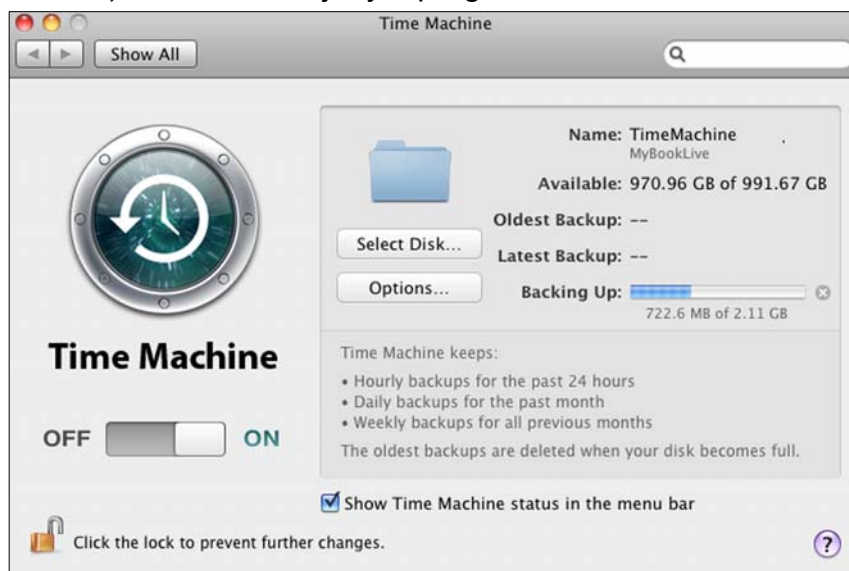 Time Machine
Show All
Name: TimeMachine
MyBookLive
Available: 970.96 GB of 991.67 GB
Oldest Backup: --
Select Disk...
Latest Backup: --
Options...
Backing Up:
722.6 MB of 2.11 GB
Time Machine
OFF ON
Time Machine keeps:
• Hourly backups for the past 24 hours
• Daily backups for the past month
• Weekly backups for all previous months
The oldest backups are deleted when your disk becomes full.
Show Time Machine status in the menu bar
Click the lock to prevent further changes.
?